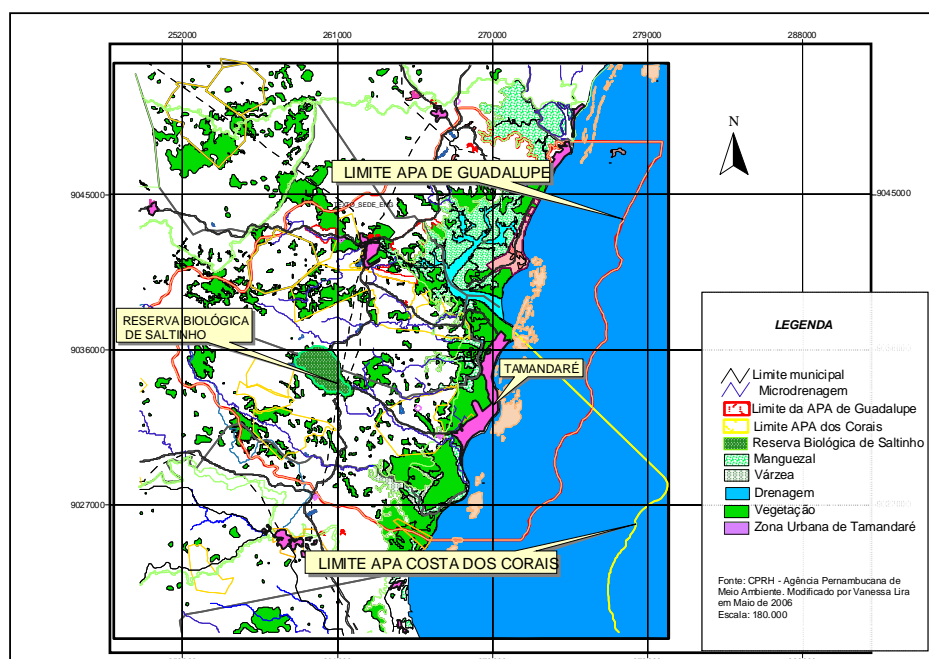 252000 261000 270000 279000 288000
N
LIMITE APA DE GUADALUPE
9045000 9045000
TEXTO_SEDE_ENG
RESERVA BIOLÓGICA
DE SALTINHO
9036000
TAMANDARÉ
LEGENDA
Limite municipal
Microdrenagem
Limite da APA de Guadalupe
Limite APA dos Corais
Reserva Biológica de Saltinho
Manguezal
Várzea
Drenagem
Vegetação
Zona Urbana de Tamandaré
9027000
LIMITE APA COSTA DOS CORAIS
Fonte: CPRH - Agência Pernambucana de
Meio Ambiente. Modificado por Vanessa Lira
em Maio de 2006
Escala: 180.000